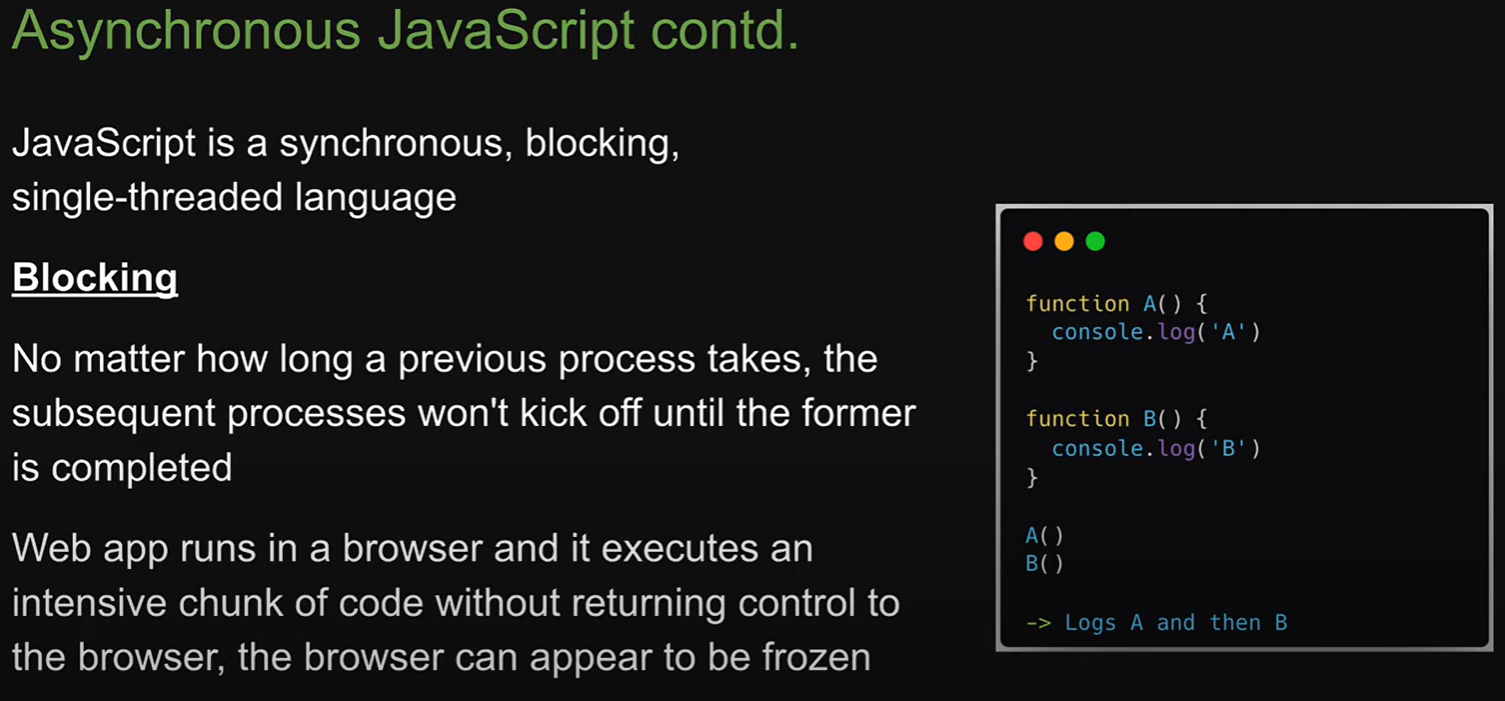 Asynchronous JavaScript contd.
JavaScript is a synchronous, blocking,
single-threaded language
Blocking
No matter how long a previous process takes, the
subsequent processes won't kick off until the former
is completed
Web app runs in a browser and it executes an
intensive chunk of code without returning control to
the browser, the browser can appear to be frozen
function A() {
  console.log('A')
}
function B() {
  console.log('B')
}
A()
B()
-> Logs A and then B